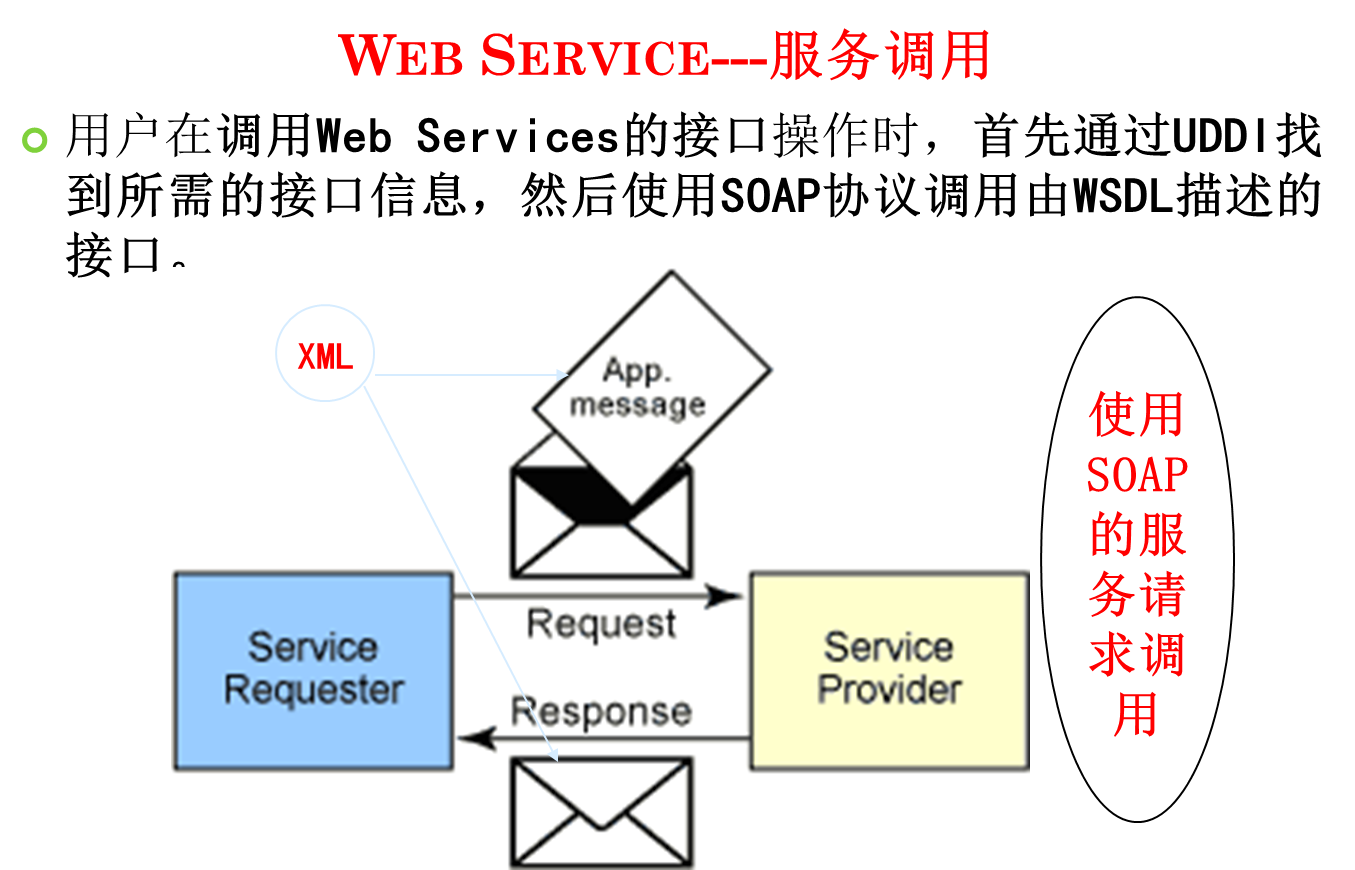 WEB SERVICE---服务调用
用户在调用Web Services的接口操作时，首先通过UDDI找
到所需的接口信息，然后使用SOAP协议调用由WSDL描述的
接口。
XML
App.
message
使用
SOAP
的服
务请
求调
用
Request
Service
Requester
Service
Provider
Response